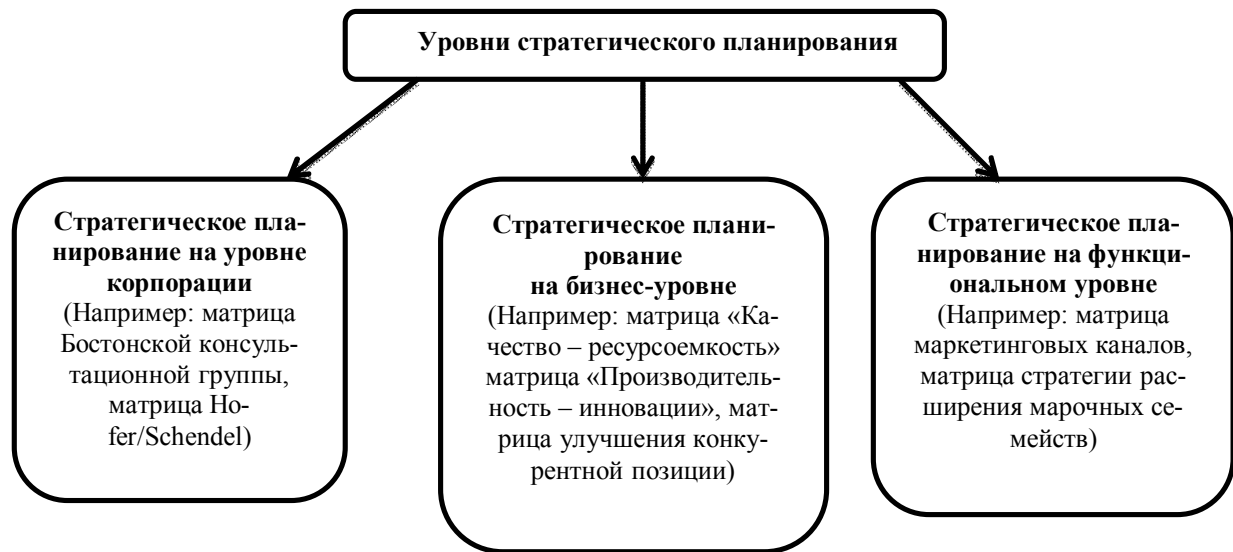 Уровни стратегического планирования
Стратегическое пла-
нирование на уровне
корпорации
(Например: матрица
Бостонской консуль-
тационной группы,
матрица Ho-
fer/Schendel)
Стратегическое плани-
рование
на бизнес-уровне
(Например: матрица «Ка-
чество – ресурсоемкость»
матрица «Производитель-
ность – инновации», мат-
рица улучшения конку-
рентной позиции)
Стратегическое пла-
нирование на функци-
ональном уровне
(Например: матрица
маркетинговых каналов,
матрица стратегии рас-
ширения марочных се-
мейств)